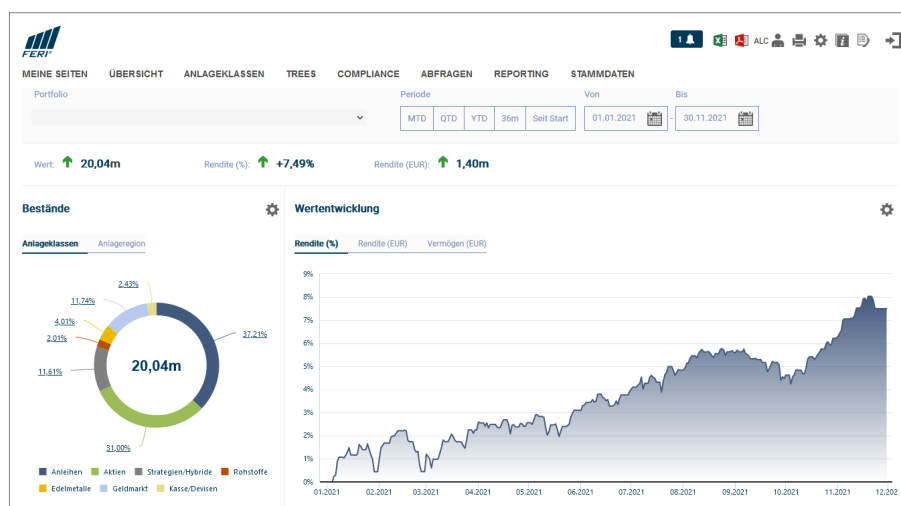 FERI®
1
ALC
MEINE SEITEN ÜBERSICHT ANLAGEKLASSEN TREES COMPLIANCE ABFRAGEN REPORTING STAMMDATEN
Portfolio Periode Von Bis
MTD QTD YTD 36m Seit Start 01.01.2021 - 30.11.2021
Wert: 20,04m Rendite (%): +7,49% Rendite (EUR): 1,40m
Bestände
Anlageklassen Anlageregion
2,43%
11,74%
4,01%
2,01%
37,21%
20,04m
11,61%
31,00%
Anleihen Aktien Strategien/Hybride Rohstoffe
Edelmetalle Geldmarkt Kasse/Devisen
Wertentwicklung
Rendite (%) Rendite (EUR) Vermögen (EUR)
9%
8%
7%
6%
5%
4%
3%
2%
1%
0%
01.2021 02.2021 03.2021 04.2021 05.2021 06.2021 07.2021 08.2021 09.2021 10.2021 11.2021 12.202